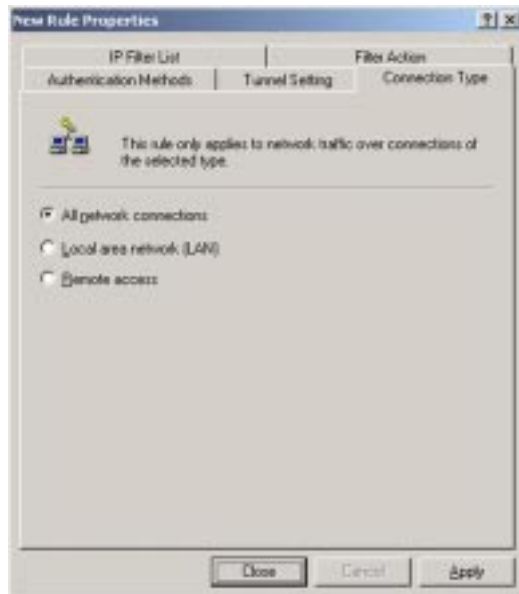 New Rule Properties
IP Filter List
Filter Action
Authentication Methods
Tunnel Setting
Connection Type
This rule only applies to network traffic over connections of
the selected type.
All network connections
Local area network (LAN)
Remote access
Close
Cancel
Apply